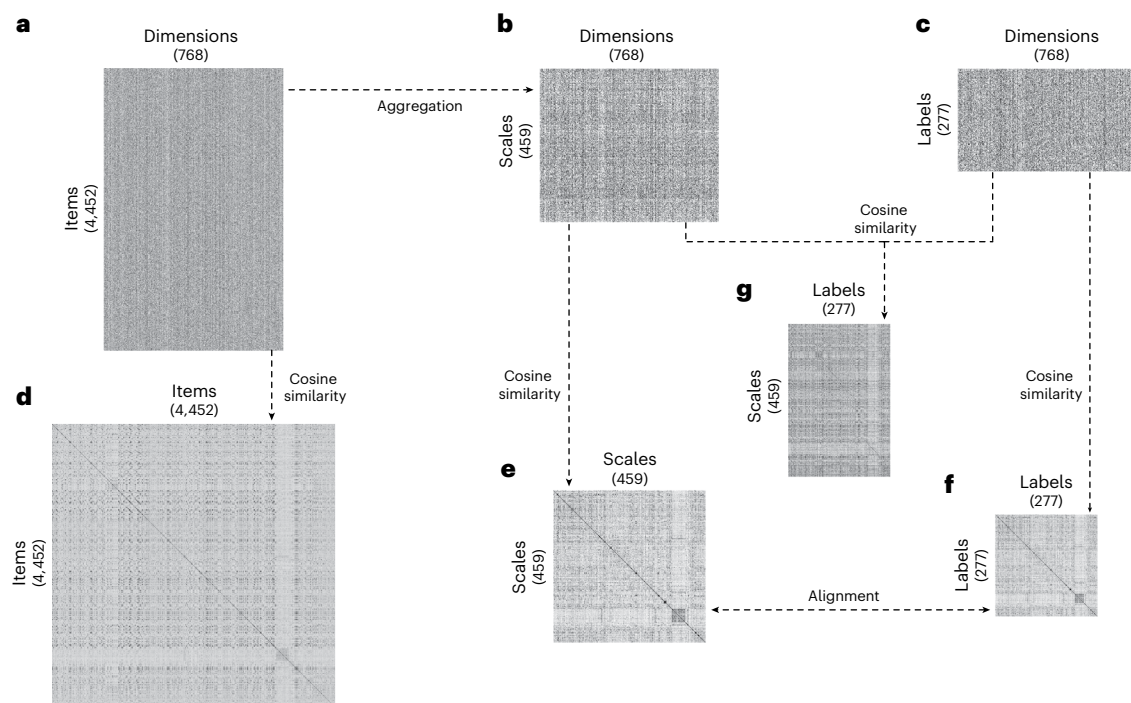 a
Dimensions
(768)
Items
(4,452)
Aggregation
b
Dimensions
(768)
Scales
(459)
c
Dimensions
(768)
Labels
(277)
Cosine
similarity
g
Labels
(277)
Scales
(459)
Cosine
similarity
Cosine
similarity
Cosine
similarity
d
Items
(4,452)
Items
(4,452)
e
Scales
(459)
Scales
(459)
Alignment
f
Labels
(277)
Labels
(277)